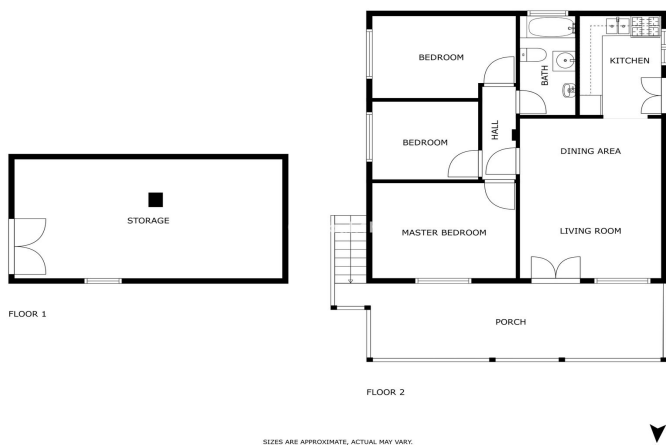 BEDROOM
KITCHEN
BATH
HALL
BEDROOM
DINING AREA
STORAGE
MASTER BEDROOM
LIVING ROOM
FLOOR 1
PORCH
FLOOR 2
SIZES ARE APPROXIMATE, ACTUAL MAY VARY.